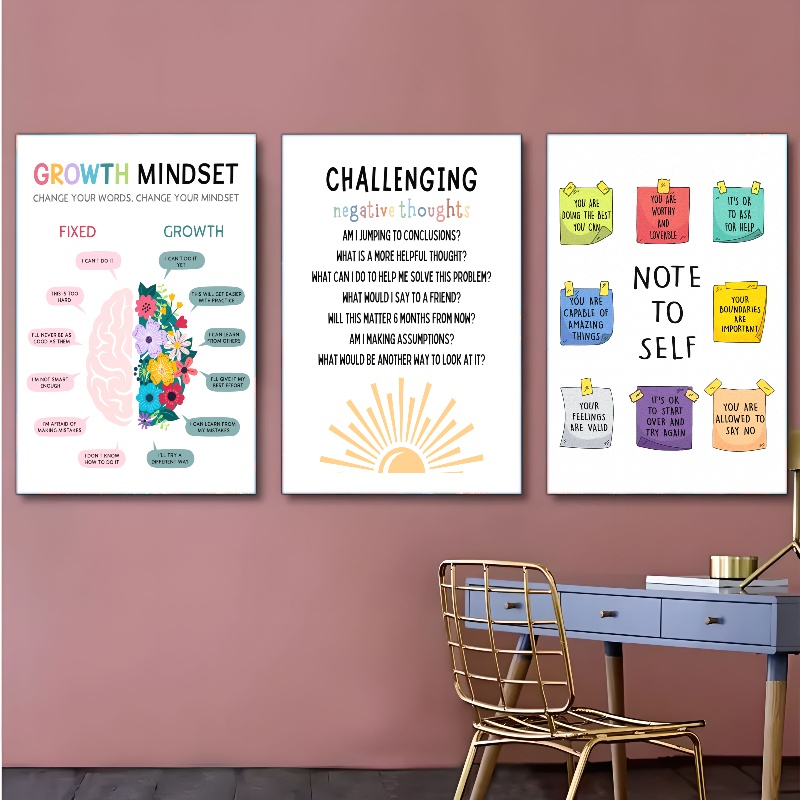 GROWTH MINDSET
CHANGE YOUR WORDS, CHANGE YOUR MINDSET
FIXED
GROWTH
I CAN'T DO IT
THIS IS TOO
HARD
I'LL NEVER BE AS
GOOD AS THEM
I'M NOT SMART
ENOUGH
I'M AFRAID OF
MAKING MISTAKES
I DON'T KNOW
HOW TO DO IT
I CAN'T DO IT
YET
THIS WILL GET EASIER
WITH PRACTICE
I CAN LEARN
FROM OTHERS
I'LL GIVE IT MY
BEST EFFORT
I CAN LEARN FROM
MY MISTAKES
I'LL TRY A
DIFFERENT WAY
CHALLENGING
negative thoughts
AM I JUMPING TO CONCLUSIONS?
WHAT IS A MORE HELPFUL THOUGHT?
WHAT CAN I DO TO HELP ME SOLVE THIS PROBLEM?
WHAT WOULD I SAY TO A FRIEND?
WILL THIS MATTER 6 MONTHS FROM NOW?
AM I MAKING ASSUMPTIONS?
WHAT WOULD BE ANOTHER WAY TO LOOK AT IT?
YOU ARE
DOING THE BEST
YOU CAN
YOU ARE
WORTHY
AND
LOVEABLE
IT'S OK
TO ASK
FOR HELP
YOU ARE
CAPABLE OF
AMAZING
THINGS
NOTE
TO
SELF
YOUR
BOUNDARIES
ARE
IMPORTANT
YOUR
FEELINGS
ARE VALID
IT'S OK
TO START
OVER AND
TRY AGAIN
YOU ARE
ALLOWED TO
SAY NO